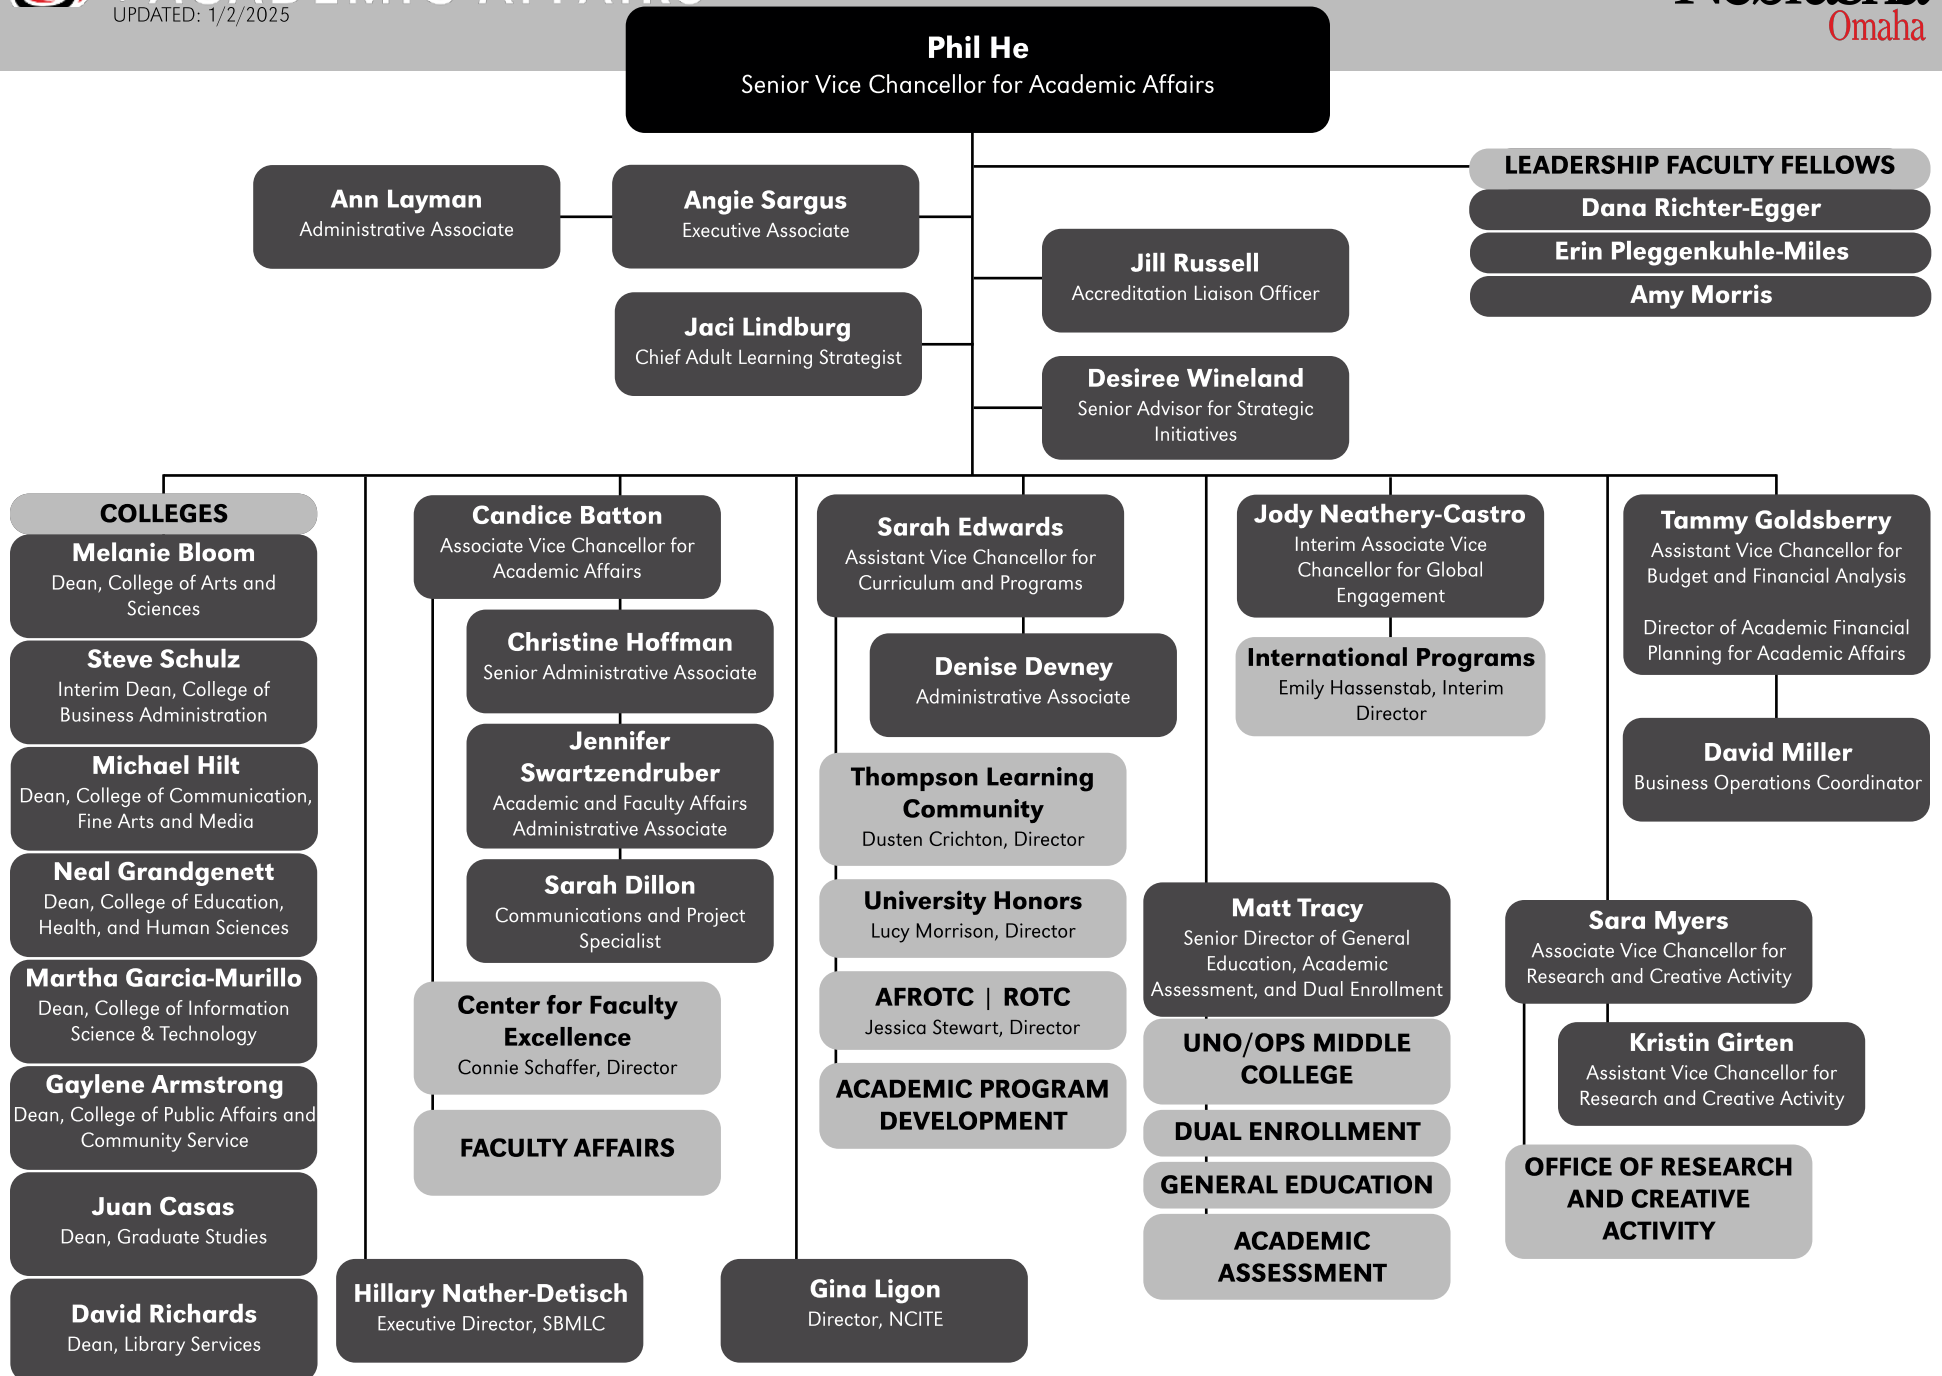 ACADEMIC AFFAIRS
UPDATED: 1/2/2025
Nebraska
Omaha
Phil He
Senior Vice Chancellor for Academic Affairs
Ann Layman
Administrative Associate
Angie Sargus
Executive Associate
LEADERSHIP FACULTY FELLOWS
Dana Richter-Egger
Erin Pleggenkuhle-Miles
Amy Morris
Jill Russell
Accreditation Liaison Officer
Jaci Lindburg
Chief Adult Learning Strategist
Desiree Wineland
Senior Advisor for Strategic
Initiatives
COLLEGES
Melanie Bloom
Dean, College of Arts and
Sciences
Steve Schulz
Interim Dean, College of
Business Administration
Michael Hilt
Dean, College of Communication,
Fine Arts and Media
Neal Grandgenett
Dean, College of Education,
Health, and Human Sciences
Martha Garcia-Murillo
Dean, College of Information
Science & Technology
Gaylene Armstrong
Dean, College of Public Affairs and
Community Service
Juan Casas
Dean, Graduate Studies
David Richards
Dean, Library Services
Hillary Nather-Detisch
Executive Director, SBMLC
Candice Batton
Associate Vice Chancellor for
Academic Affairs
Christine Hoffman
Senior Administrative Associate
Jennifer
Swartzendruber
Academic and Faculty Affairs
Administrative Associate
Sarah Dillon
Communications and Project
Specialist
Center for Faculty
Excellence
Connie Schaffer, Director
FACULTY AFFAIRS
Gina Ligon
Director, NCITE
Sarah Edwards
Assistant Vice Chancellor for
Curriculum and Programs
Denise Devney
Administrative Associate
Thompson Learning
Community
Dusten Crichton, Director
University Honors
Lucy Morrison, Director
AFROTC | ROTC
Jessica Stewart, Director
ACADEMIC PROGRAM
DEVELOPMENT
Matt Tracy
Senior Director of General
Education, Academic
Assessment, and Dual Enrollment
UNO/OPS MIDDLE
COLLEGE
DUAL ENROLLMENT
GENERAL EDUCATION
ACADEMIC
ASSESSMENT
Jody Neathery-Castro
Interim Associate Vice
Chancellor for Global
Engagement
International Programs
Emily Hassenstab, Interim
Director
Sara Myers
Associate Vice Chancellor for
Research and Creative Activity
Kristin Girten
Assistant Vice Chancellor for
Research and Creative Activity
OFFICE OF RESEARCH
AND CREATIVE
ACTIVITY
Tammy Goldsberry
Assistant Vice Chancellor for
Budget and Financial Analysis
Director of Academic Financial
Planning for Academic Affairs
David Miller
Business Operations Coordinator